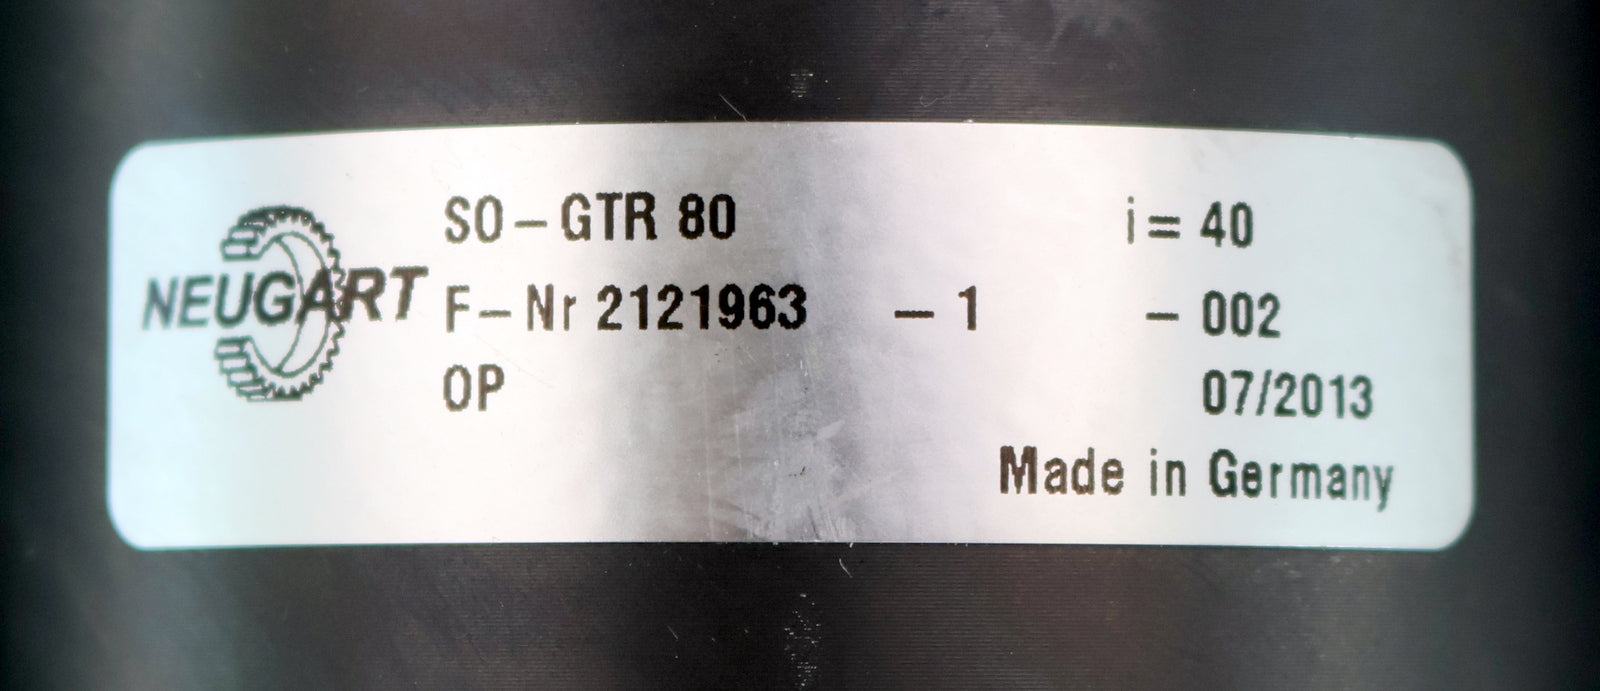 NEUGART
SO-GTR 80 i= 40
F-Nr 2121963 - 1 - 002
OP 07/2013
Made in Germany